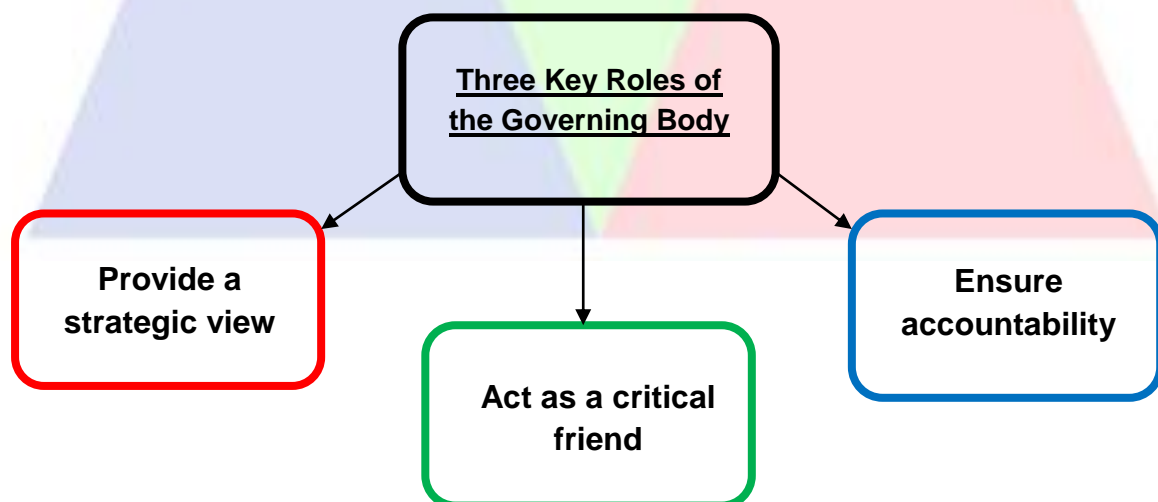 Three Key Roles of
the Governing Body
Provide a
strategic view
Ensure
accountability
Act as a critical
friend